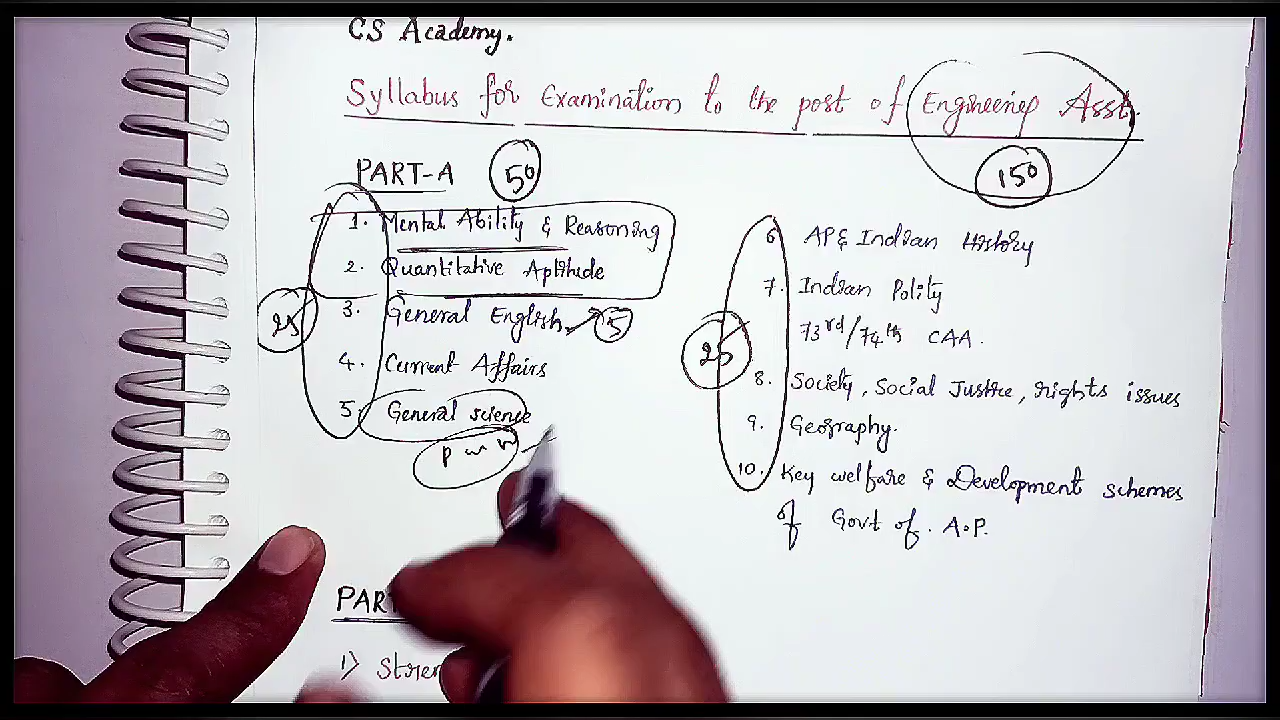 CS Academy.
Syllabus for Examination to the post of Engineering Asst.
150
PART-A 50
1. Mental Ability & Reasoning
2. Quantitative Aptitude
3. General English
4. Current Affairs
5. General science
25
6 AP & Indian History
7. Indian Polity
73rd/74th CAA.
8. Society, Social Justice, rights issues
9. Geography.
10. Key welfare & Development schemes
of Govt of. A.P.
25
PAR
1)